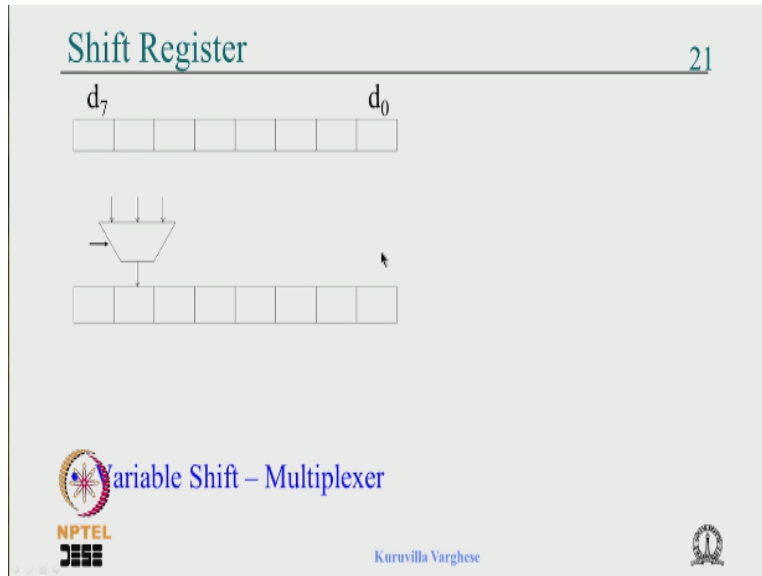 Shift Register
21
d₇ d₀
Variable Shift – Multiplexer
NPTEL
Kuruvilla Varghese